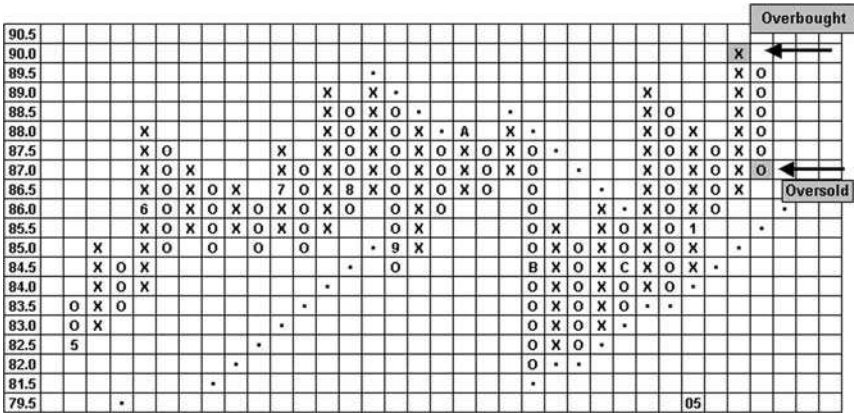 Overbought
90.5
90.0 X
89.5 • X O
89.0 X X • X X O
88.5 X O X O • • X O X O
88.0 X X O X O X • A X • X O X X O
87.5 X O X X O X O X O X O X O • X O X O X O
87.0 X O X X O X O X O X O X O X O • X O X O X O
86.5 X O X O X 7 O X O 8 X O X O X O O • X O X O X Oversold
86.0 6 O X O X O X O X O O X O O X • X O X O •
85.5 X O X O X O X O X O X O X X O X O 1 •
85.0 X X O O O O • 9 X O X O X O X O X •
84.5 X O X • O B X O X C X O X •
84.0 X O X • O X O X O X O •
83.5 O X O • O X O X O • •
83.0 O X • O X O X •
82.5 5 • O X O •
82.0 • O • •
81.5 • •
79.5 • 05